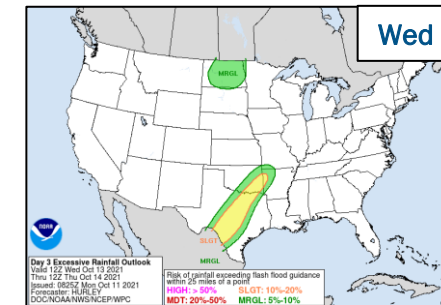 Wed
MRGL
SLGT
MRGL
NOAA
Day 3 Excessive Rainfall Outlook
Valid 12Z Wed Oct 13 2021
Thru 12Z Thu Oct 14 2021
Issued: 0825Z Mon Oct 11 2021
Forecaster: HURLEY
DOC/NOAA/NWS/NCEP/WPC
Risk of rainfall exceeding flash flood guidance
within 25 miles of a point
HIGH: > 50% SLGT: 10%-20%
MDT: 20%-50% MRGL: 5%-10%